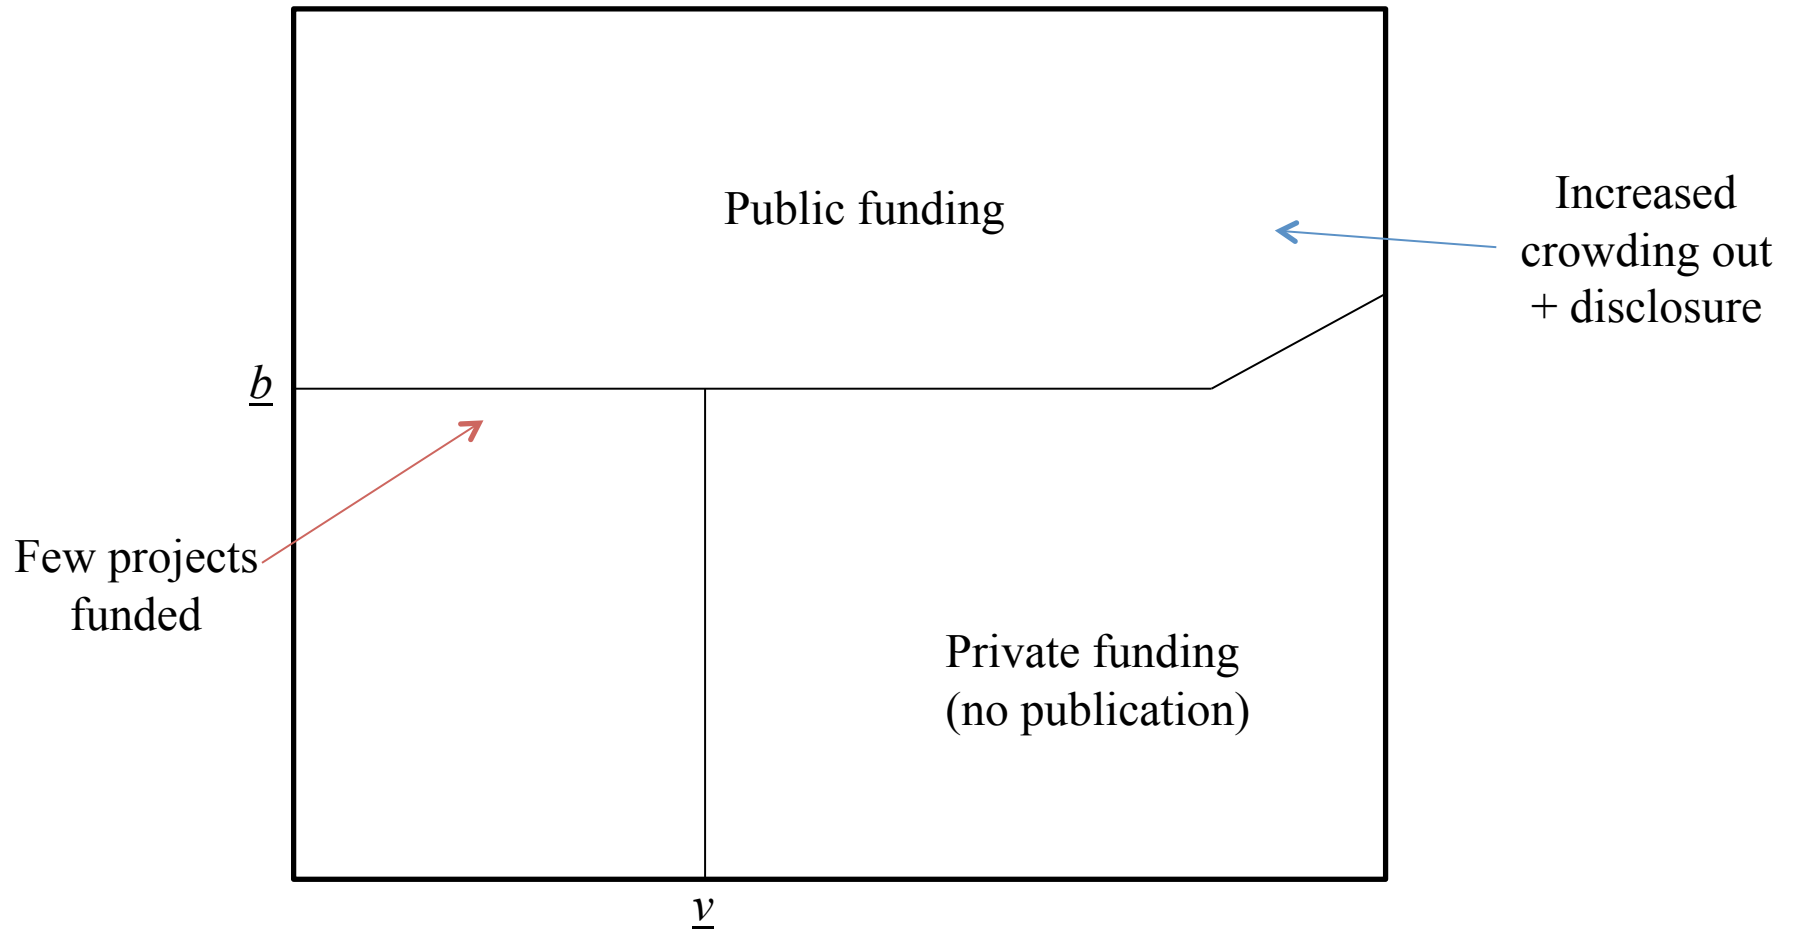 Public funding
Increased
crowding out
+ disclosure
b
Few projects
funded
Private funding
(no publication)
v